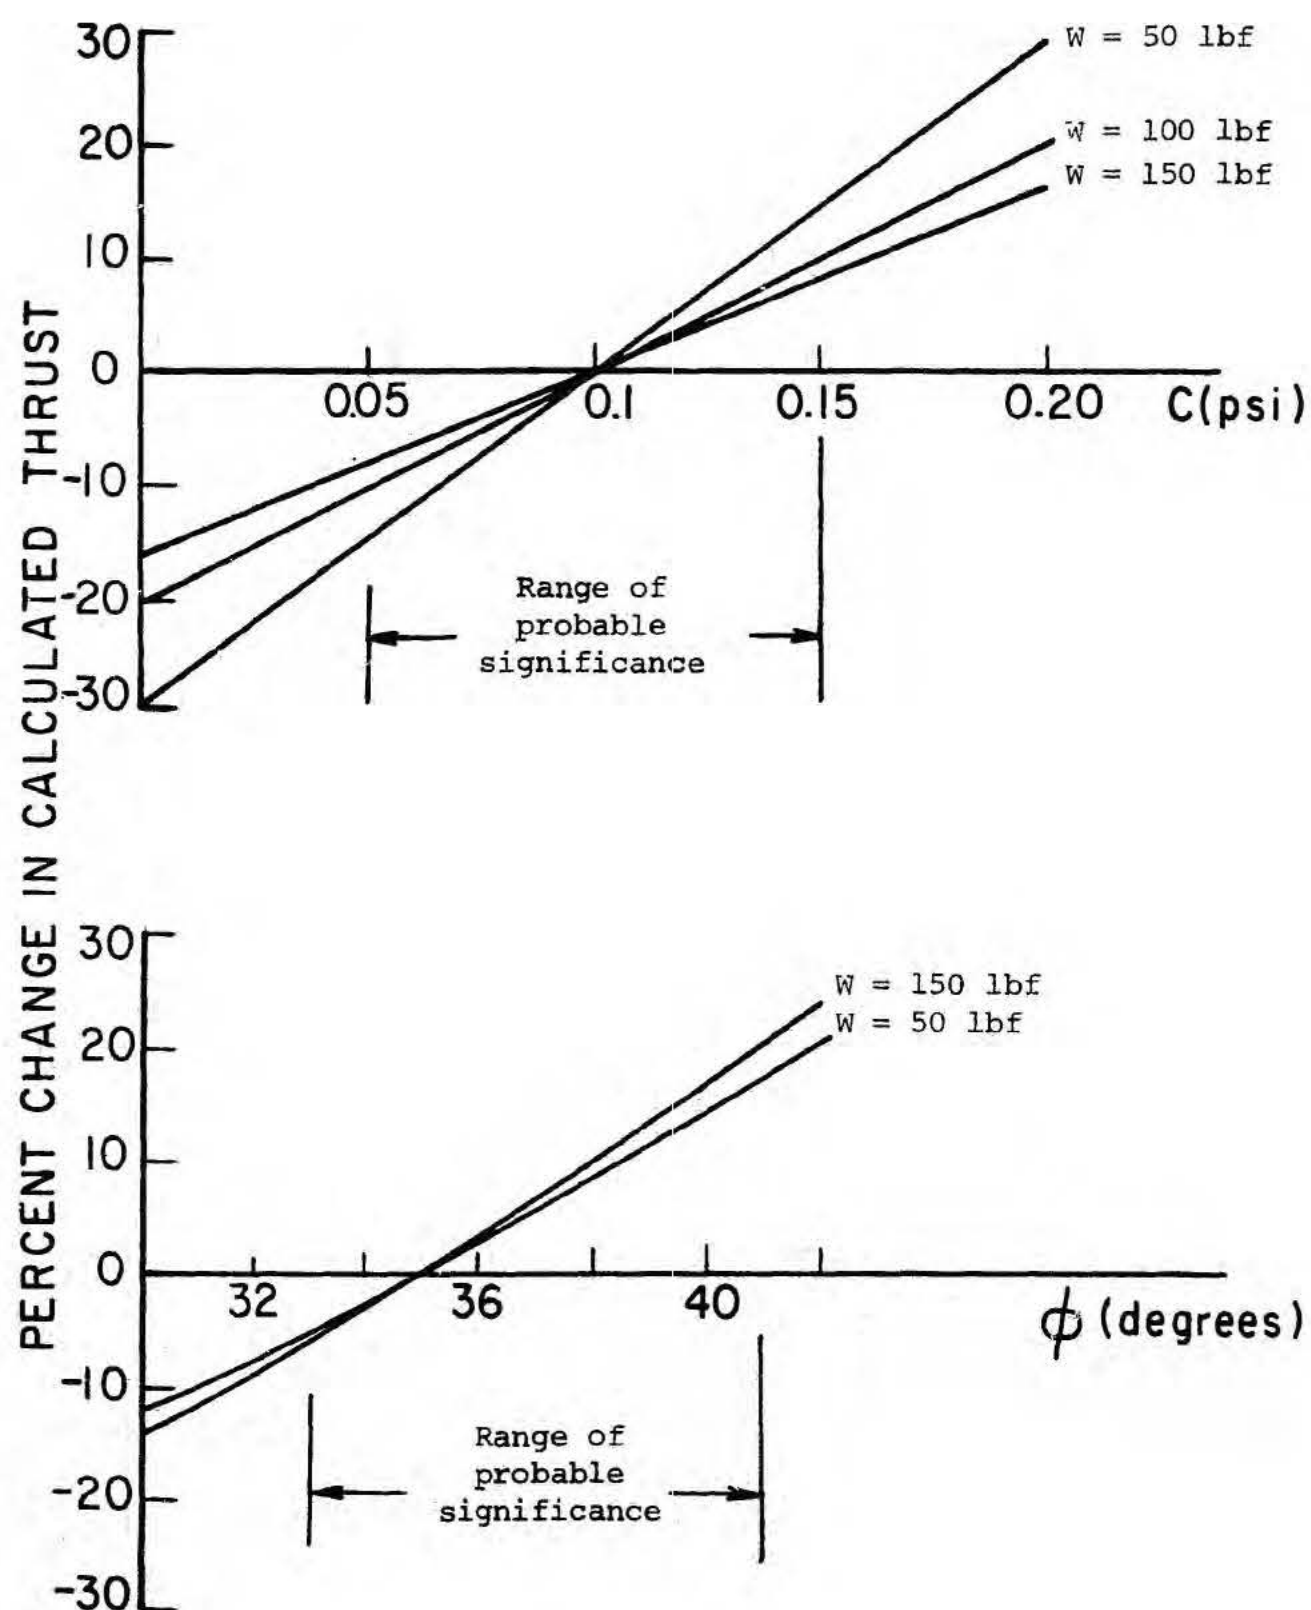 PERCENT CHANGE IN CALCULATED THRUST
30
20
10
0
-10
-20
-30
W = 50 lbf
W = 100 lbf
W = 150 lbf
0.05
0.1
0.15
0.20
C(psi)
Range of
probable
significance
30
20
10
0
-10
-20
-30
W = 150 lbf
W = 50 lbf
32
36
40
ϕ (degrees)
Range of
probable
significance